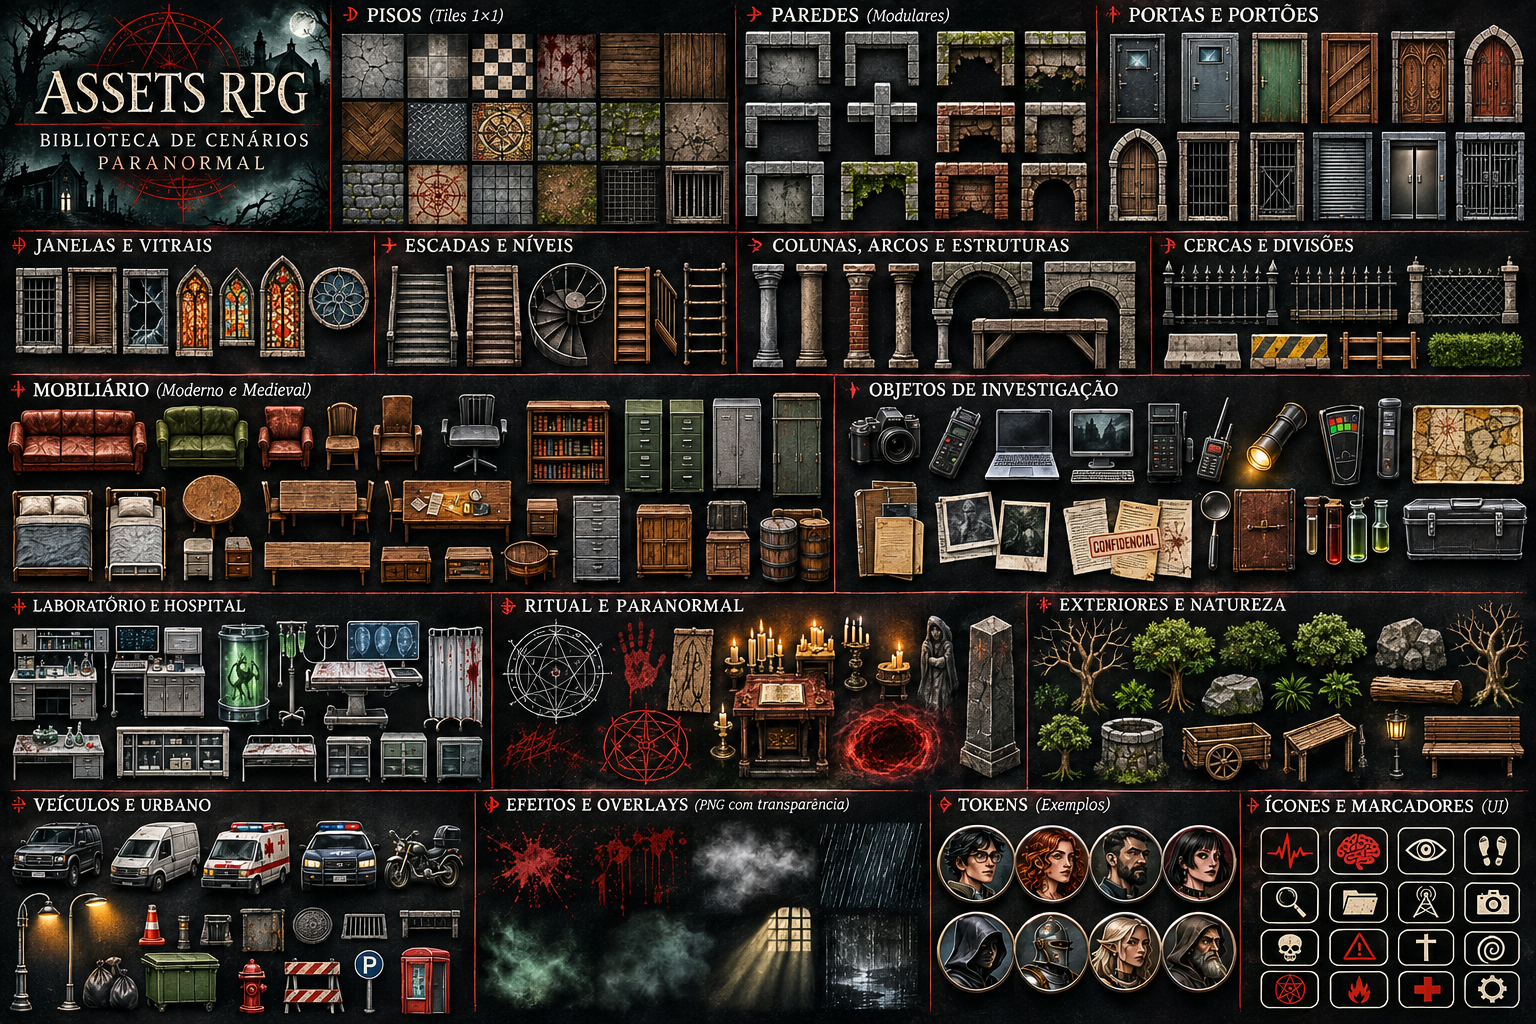 ASSETS RPG
BIBLIOTECA DE CENÁRIOS
PARANORMAL
PISOS (Tiles 1×1)
PAREDES (Modulares)
PORTAS E PORTÕES
JANELAS E VITRAIS
ESCADAS E NÍVEIS
COLUNAS, ARCOS E ESTRUTURAS
CERCAS E DIVISÕES
MOBILIÁRIO (Moderno e Medieval)
OBJETOS DE INVESTIGAÇÃO
CONFIDENCIAL
LABORATÓRIO E HOSPITAL
RITUAL E PARANORMAL
EXTERIORES E NATUREZA
VEÍCULOS E URBANO
P
EFEITOS E OVERLAYS (PNG com transparência)
TOKENS (Exemplos)
ÍCONES E MARCADORES (UI)